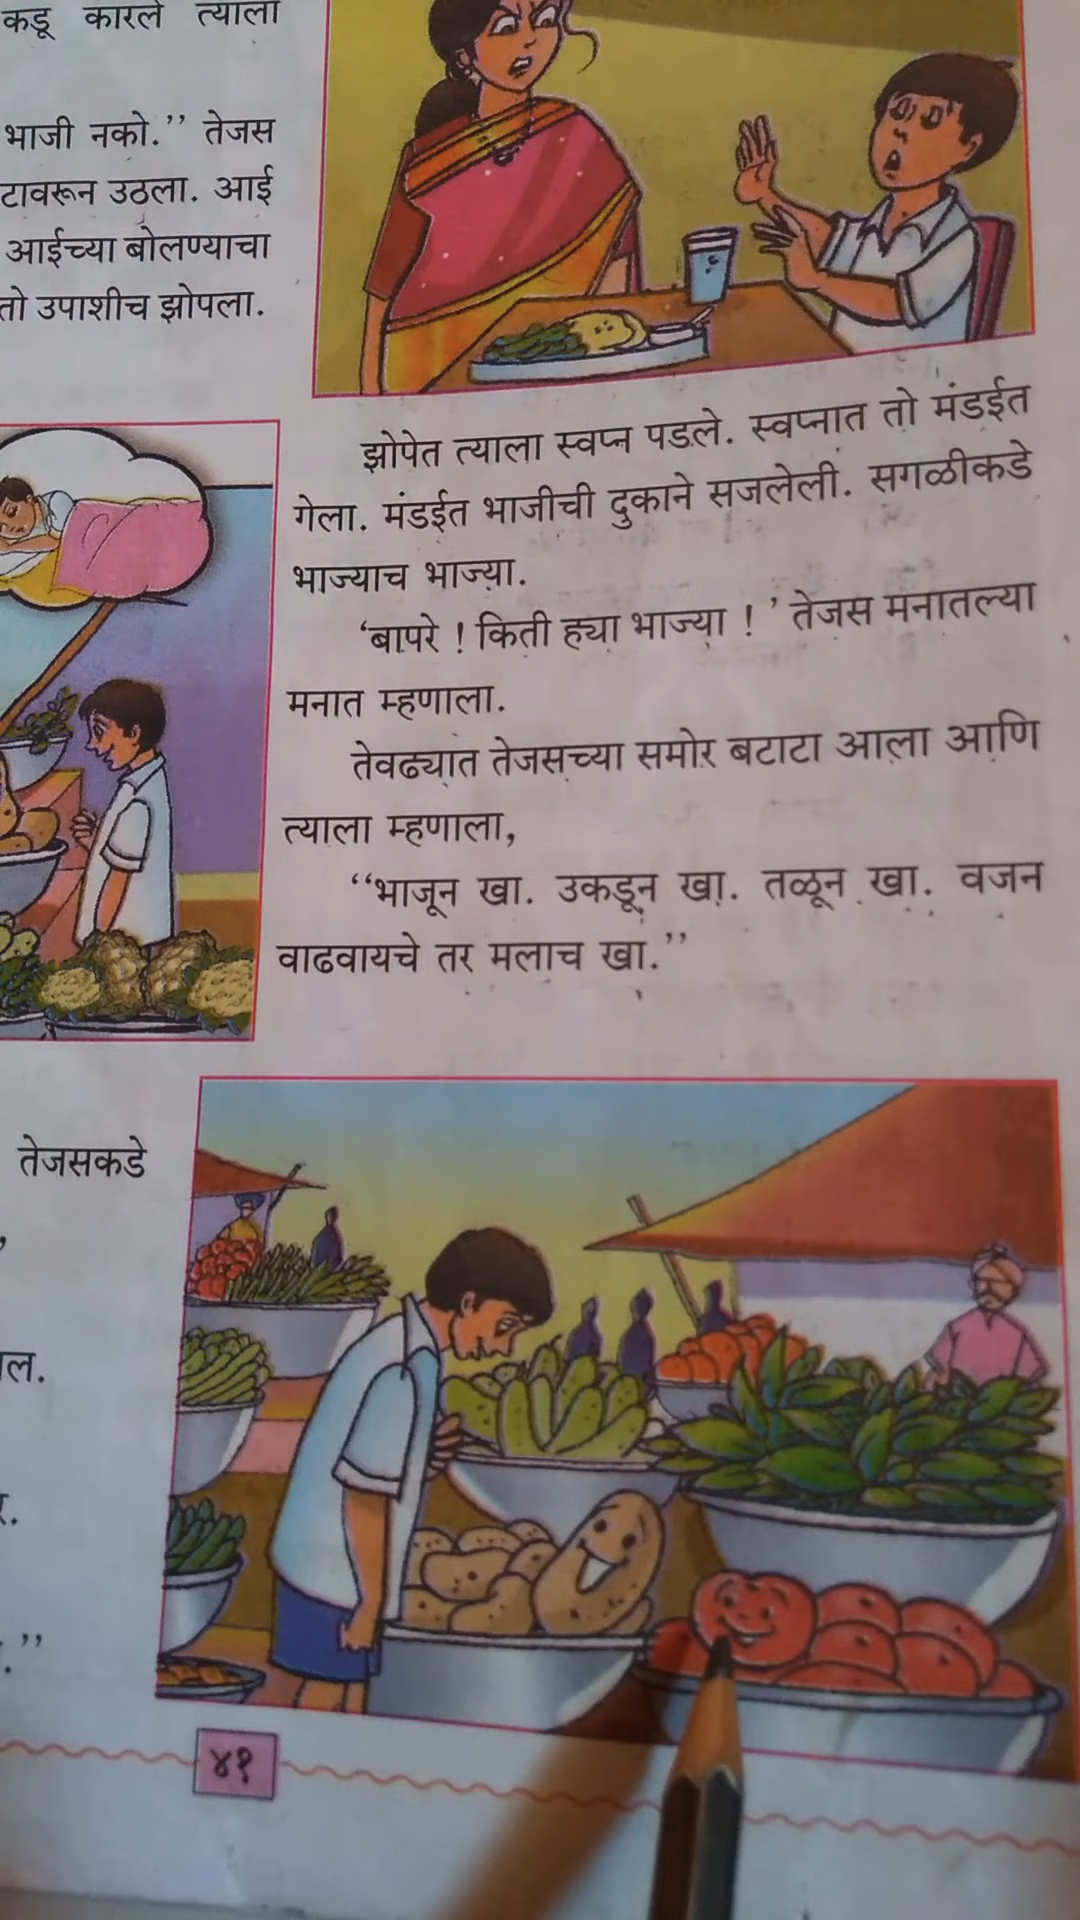 कडू कारले त्याला
भाजी नको.” तेजस
टावरून उठला. आई
आईच्या बोलण्याचा
तो उपाशीच झोपला.
झोपेत त्याला स्वप्न पडले. स्वप्नात तो मंडईत
गेला. मंडईत भाजीची दुकाने सजलेली. सगळीकडे
भाज्याच भाज्या.
‘बापरे ! किती ह्या भाज्या ! ’ तेजस मनातल्या
मनात म्हणाला.
तेवढ्यात तेजसच्या समोर बटाटा आला आणि
त्याला म्हणाला,
“भाजून खा. उकडून खा. तळून खा. वजन
वाढवायचे तर मलाच खा.”
तेजसकडे
४१